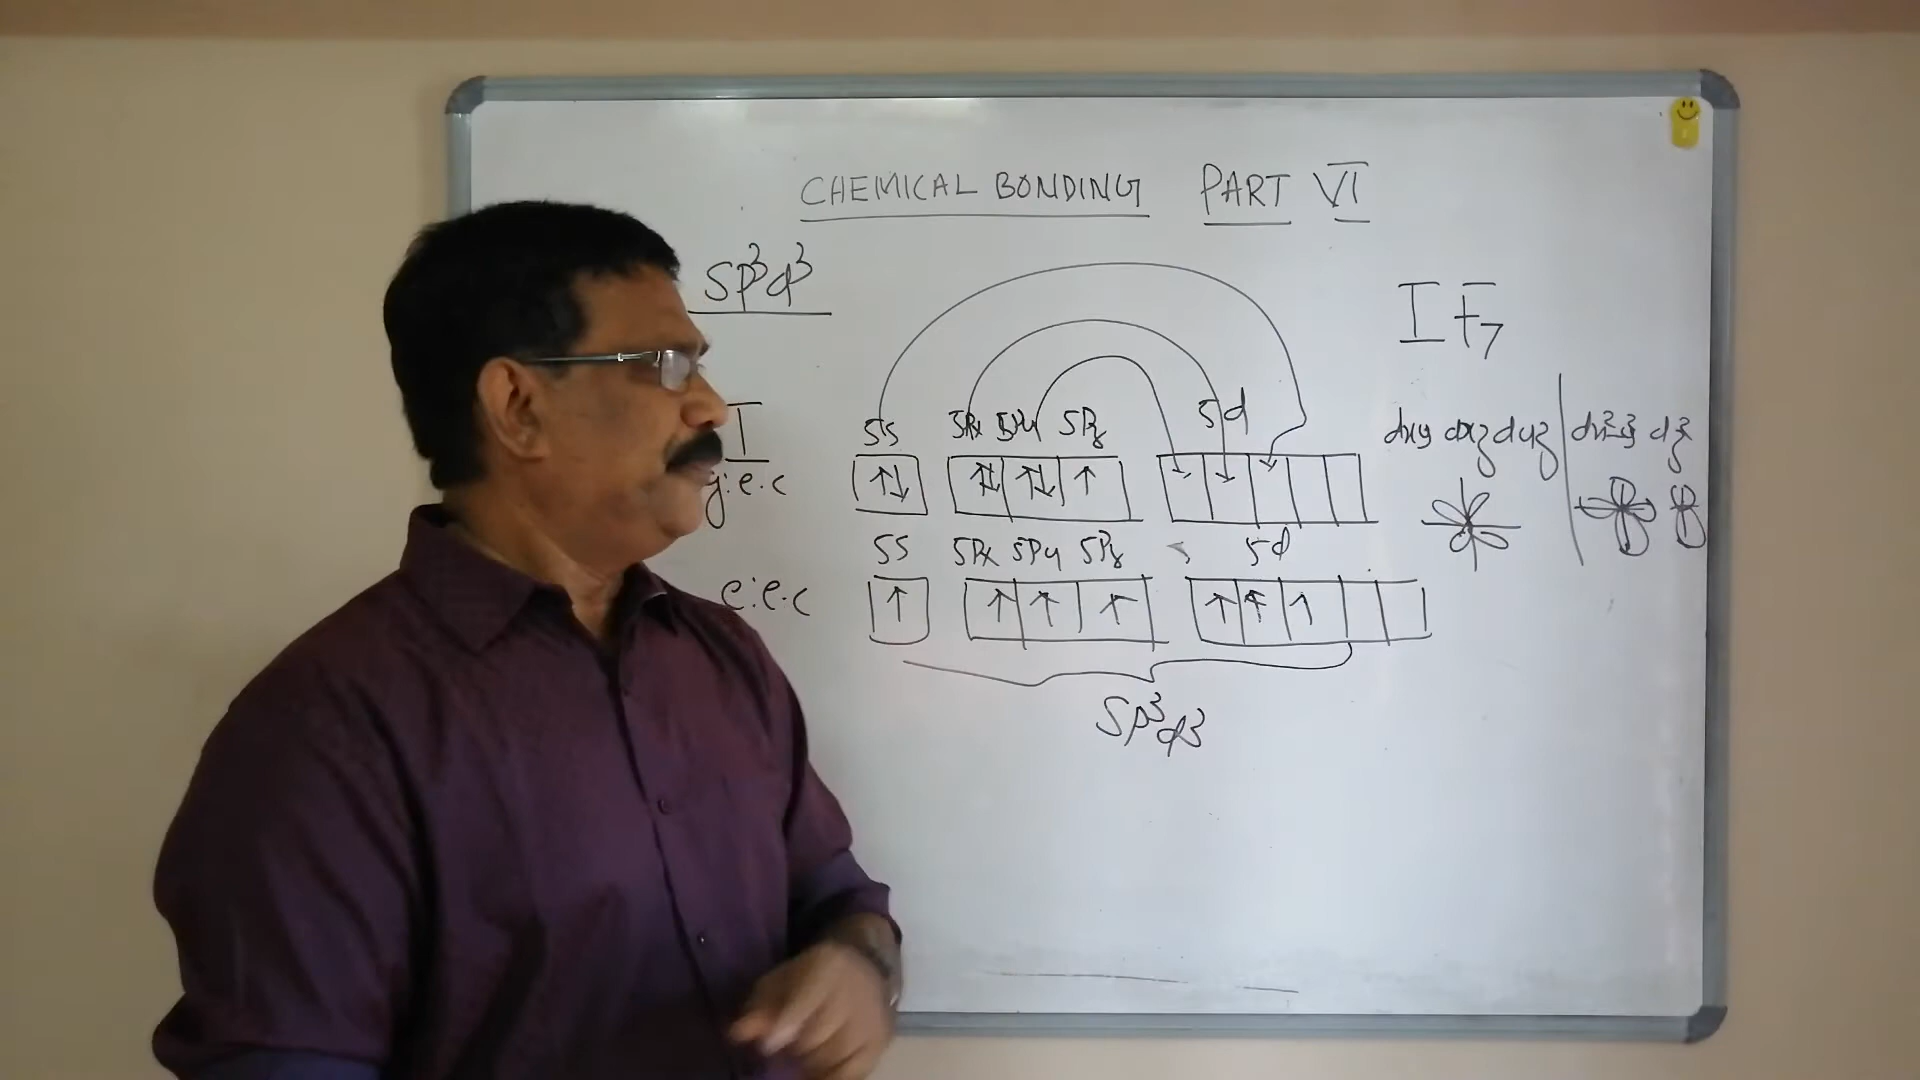 CHEMICAL BONDING PART VI
sp³d³
IF₇
I
5s 5px 5py 5pz 5d
dxy dxz dyz dx²-y² dz²
g.e.c
5s 5px 5py 5pz 5d
e.e.c
sp³d³